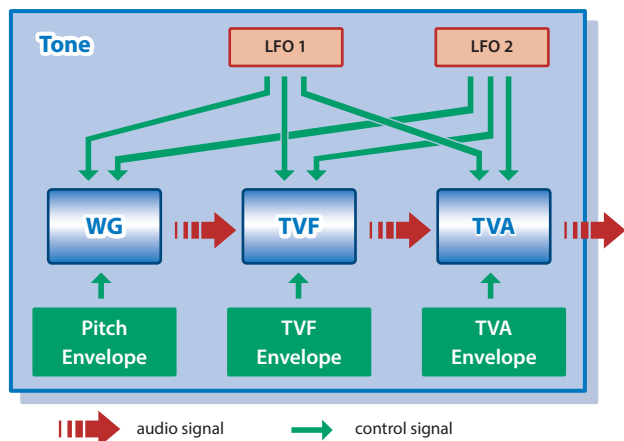 Tone
LFO 1
LFO 2
WG
TVF
TVA
Pitch
Envelope
TVF
Envelope
TVA
Envelope
audio signal
control signal